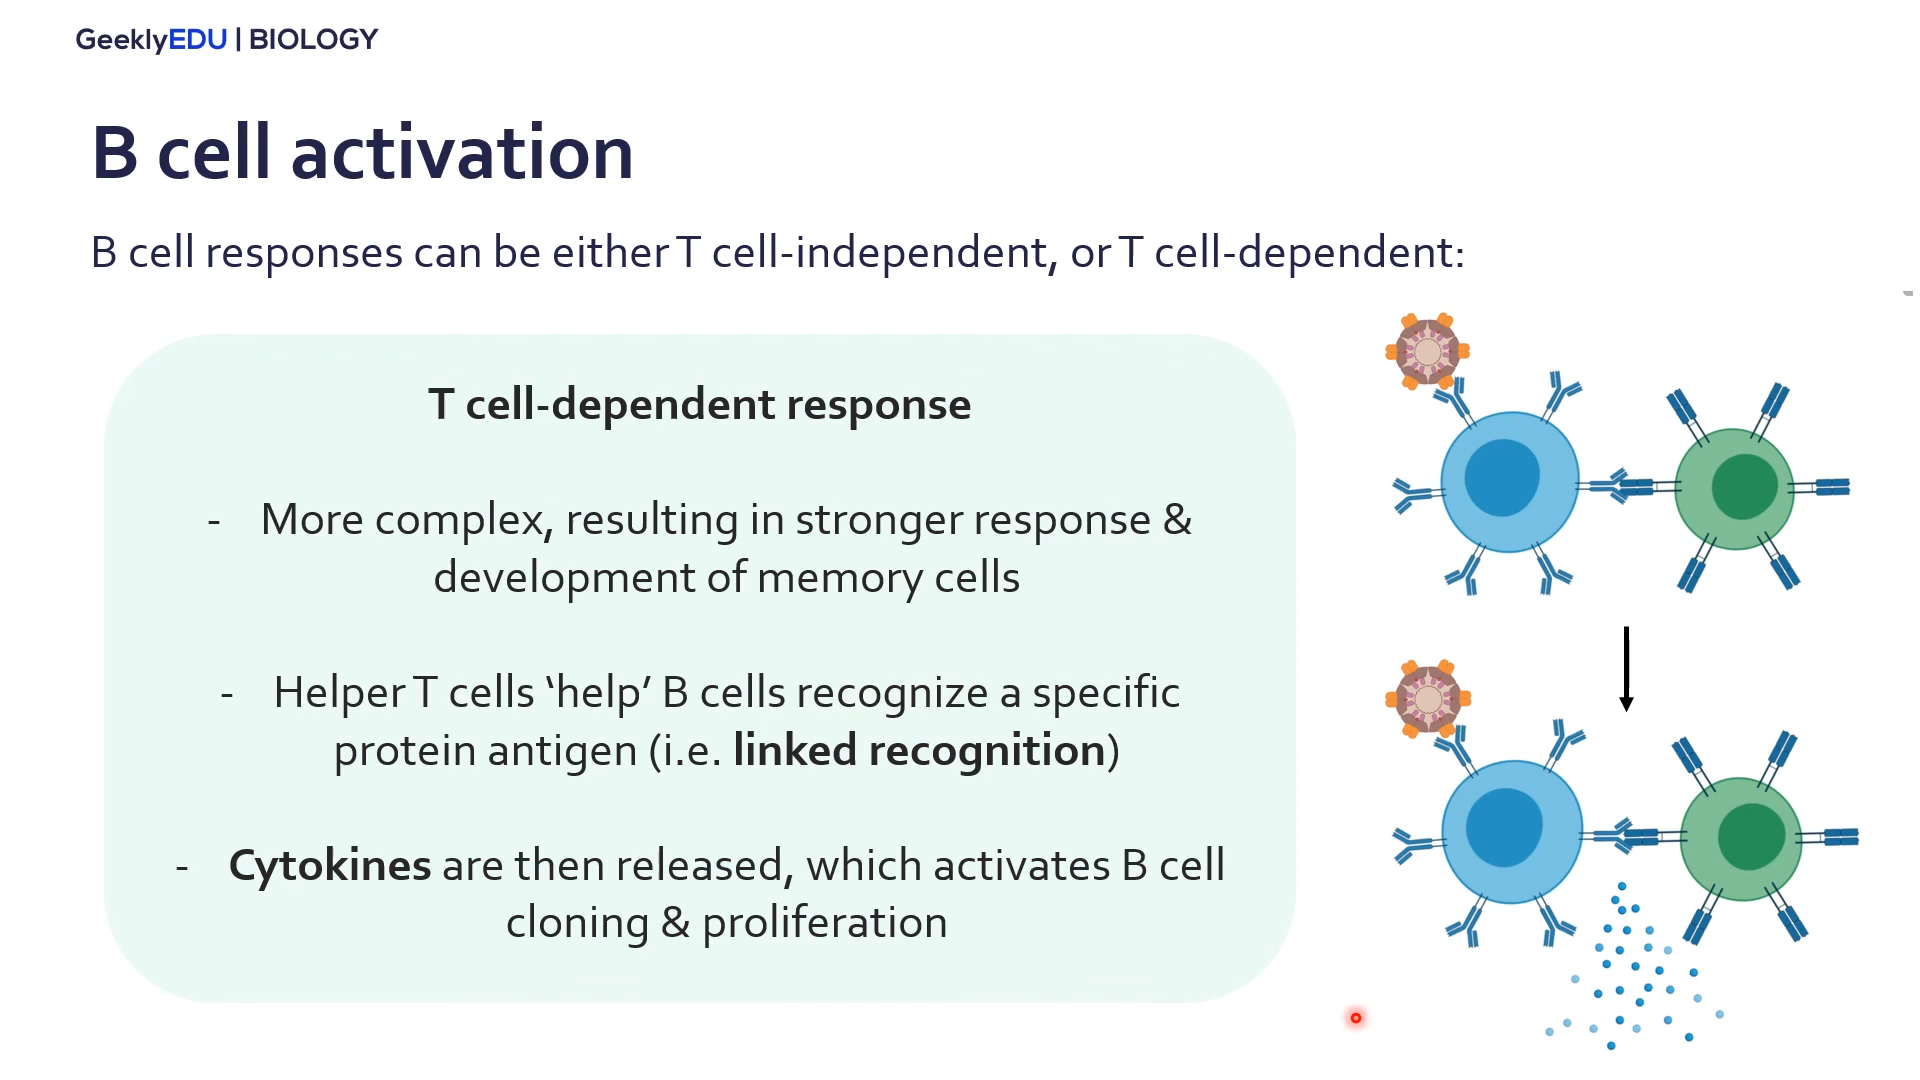 GeeklyEDU | BIOLOGY
B cell activation
B cell responses can be either T cell-independent, or T cell-dependent:
T cell-dependent response
- More complex, resulting in stronger response &
development of memory cells
- Helper T cells ‘help’ B cells recognize a specific
protein antigen (i.e. linked recognition)
- Cytokines are then released, which activates B cell
cloning & proliferation